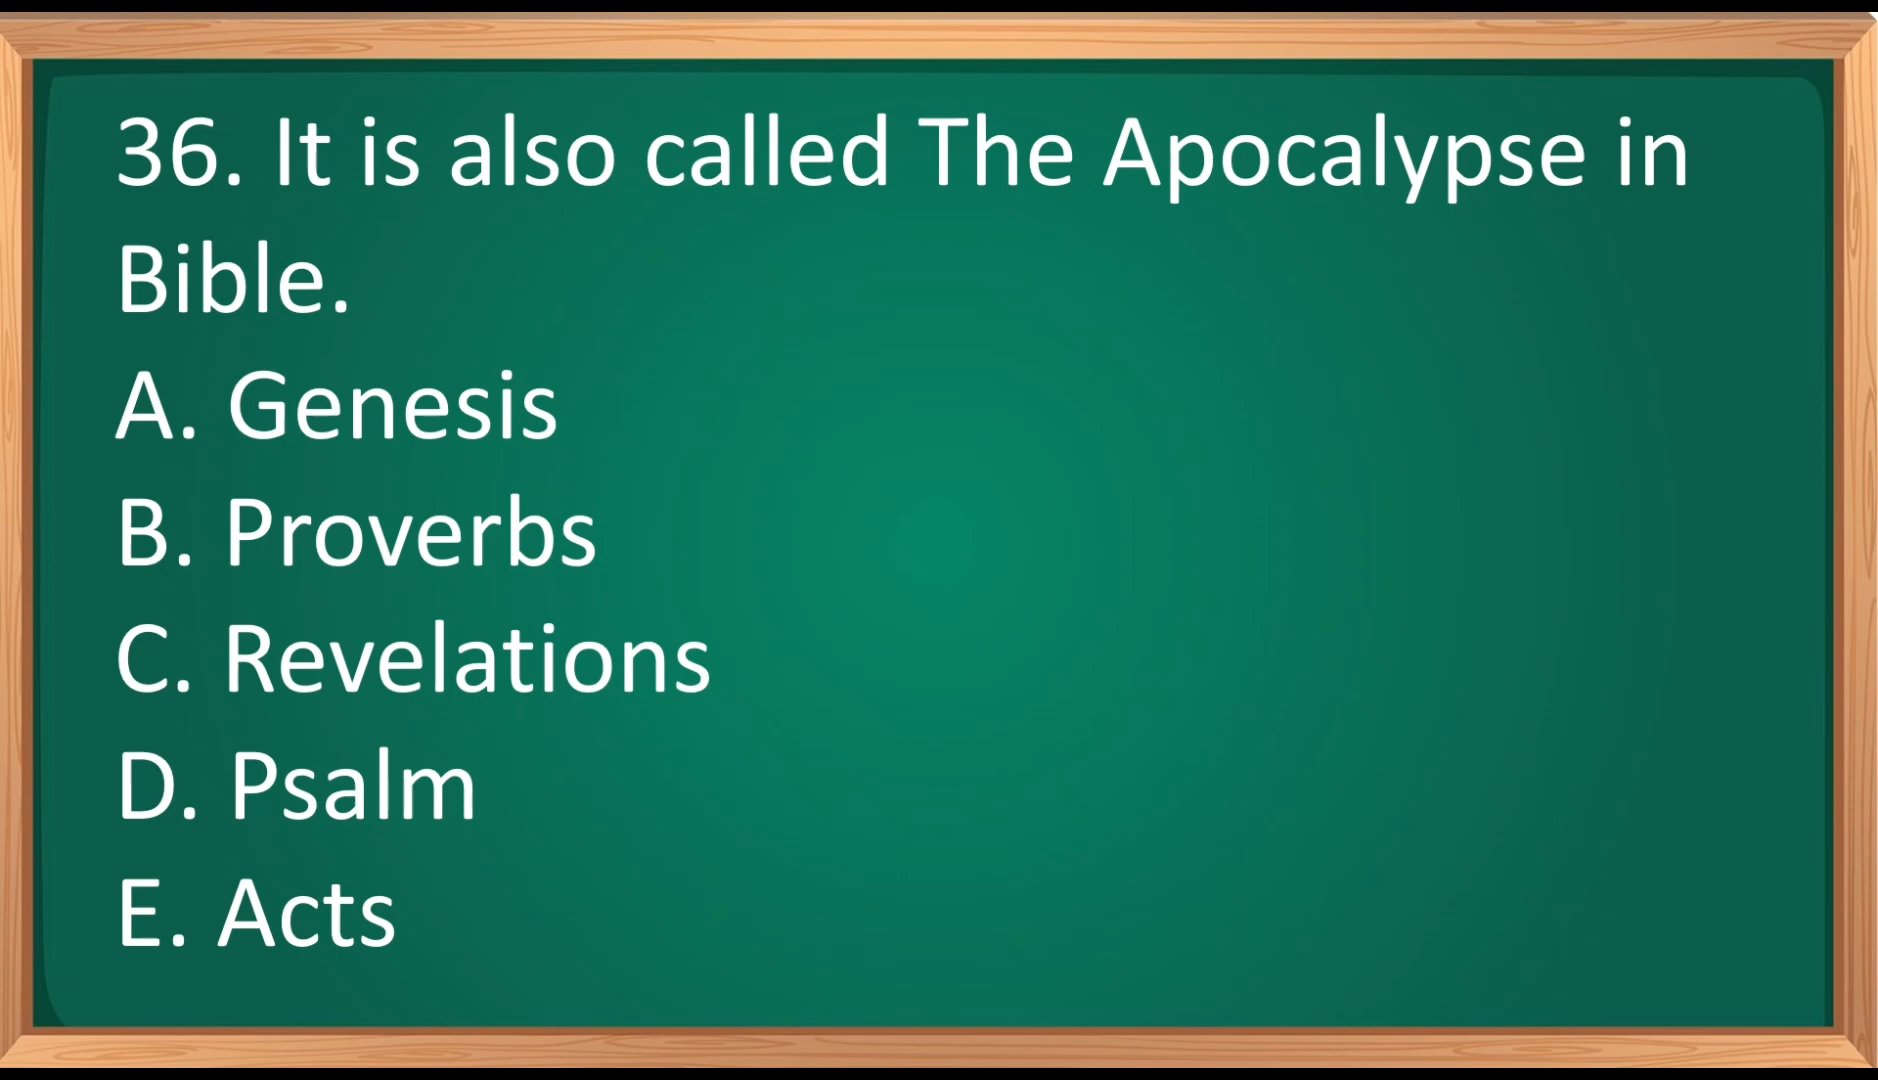 36. It is also called The Apocalypse in
Bible.
A. Genesis
B. Proverbs
C. Revelations
D. Psalm
E. Acts